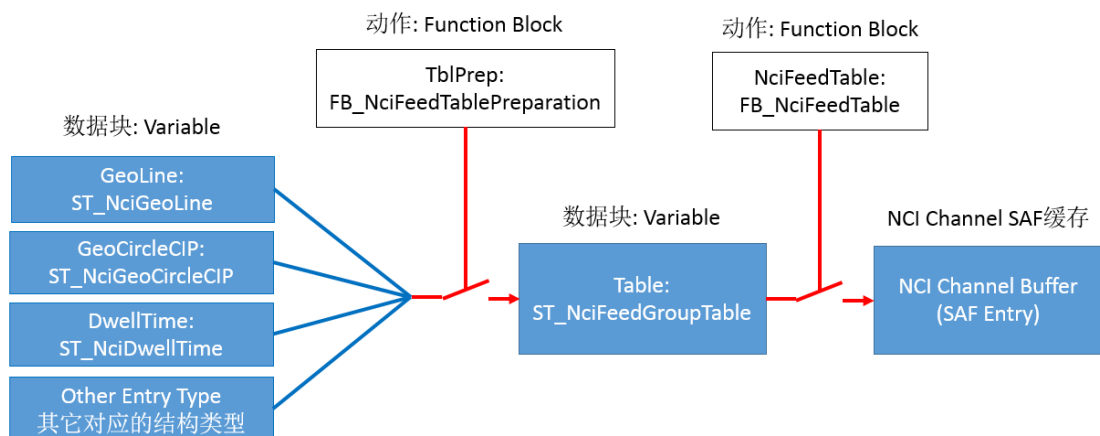 动作: Function Block
TblPrep:
FB_NciFeedTablePreparation
动作: Function Block
NciFeedTable:
FB_NciFeedTable
数据块: Variable
GeoLine:
ST_NciGeoLine
GeoCircleCIP:
ST_NciGeoCircleCIP
DwellTime:
ST_NciDwellTime
Other Entry Type
其它对应的结构类型
数据块: Variable
Table:
ST_NciFeedGroupTable
NCI Channel SAF缓存
NCI Channel Buffer
(SAF Entry)